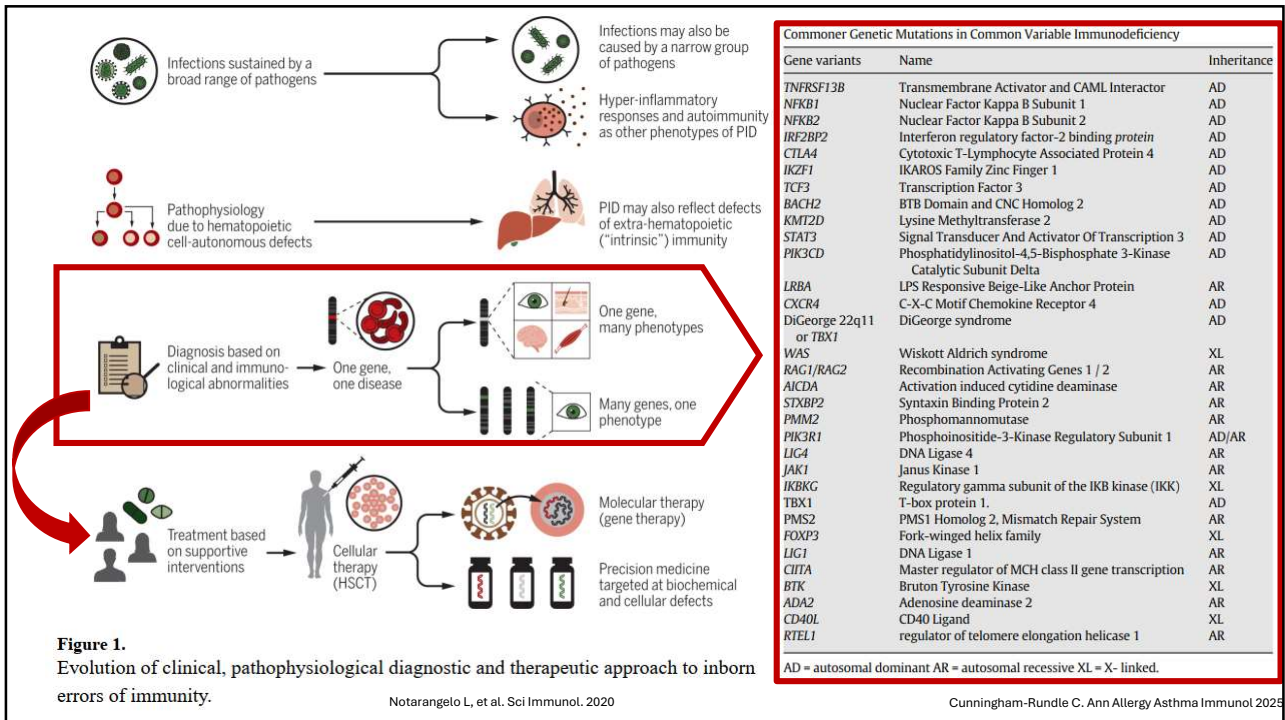 Infections sustained by a
broad range of pathogens
Infections may also be
caused by a narrow group
of pathogens
Hyper-inflammatory
responses and autoimmunity
as other phenotypes of PID
Pathophysiology
due to hematopoietic
cell-autonomous defects
PID may also reflect defects
of extra-hematopoietic
("intrinsic") immunity
Diagnosis based on
clinical and immuno-
logical abnormalities
One gene,
one disease
One gene,
many phenotypes
Many genes, one
phenotype
Treatment based
on supportive
interventions
Cellular
therapy
(HSCT)
Molecular therapy
(gene therapy)
Precision medicine
targeted at biochemical
and cellular defects
Figure 1.
Evolution of clinical, pathophysiological diagnostic and therapeutic approach to inborn
errors of immunity.
Notarangelo L, et al. Sci Immunol. 2020
Commoner Genetic Mutations in Common Variable Immunodeficiency
Gene variants Name Inheritance
TNFRSF13B Transmembrane Activator and CAML Interactor AD
NFKB1 Nuclear Factor Kappa B Subunit 1 AD
NFKB2 Nuclear Factor Kappa B Subunit 2 AD
IRF2BP2 Interferon regulatory factor-2 binding protein AD
CTLA4 Cytotoxic T-Lymphocyte Associated Protein 4 AD
IKZF1 IKAROS Family Zinc Finger 1 AD
TCF3 Transcription Factor 3 AD
BACH2 BTB Domain and CNC Homolog 2 AD
KMT2D Lysine Methyltransferase 2 AD
STAT3 Signal Transducer And Activator Of Transcription 3 AD
PIK3CD Phosphatidylinositol-4,5-Bisphosphate 3-Kinase AD
Catalytic Subunit Delta
LRBA LPS Responsive Beige-Like Anchor Protein AR
CXCR4 C-X-C Motif Chemokine Receptor 4 AD
DiGeorge 22q11 DiGeorge syndrome AD
or TBX1
WAS Wiskott Aldrich syndrome XL
RAG1/RAG2 Recombination Activating Genes 1 / 2 AR
AICDA Activation induced cytidine deaminase AR
STXBP2 Syntaxin Binding Protein 2 AR
PMM2 Phosphomannomutase AR
PIK3R1 Phosphoinositide-3-Kinase Regulatory Subunit 1 AD/AR
LIG4 DNA Ligase 4 AR
JAK1 Janus Kinase 1 AR
IKBKG Regulatory gamma subunit of the IKB kinase (IKK) XL
TBX1 T-box protein 1. AD
PMS2 PMS1 Homolog 2, Mismatch Repair System AR
FOXP3 Fork-winged helix family XL
LIG1 DNA Ligase 1 AR
CIITA Master regulator of MCH class II gene transcription AR
BTK Bruton Tyrosine Kinase XL
ADA2 Adenosine deaminase 2 AR
CD40L CD40 Ligand XL
RTEL1 regulator of telomere elongation helicase 1 AR
AD = autosomal dominant AR = autosomal recessive XL = X- linked.
Cunningham-Rundle C. Ann Allergy Asthma Immunol 2025